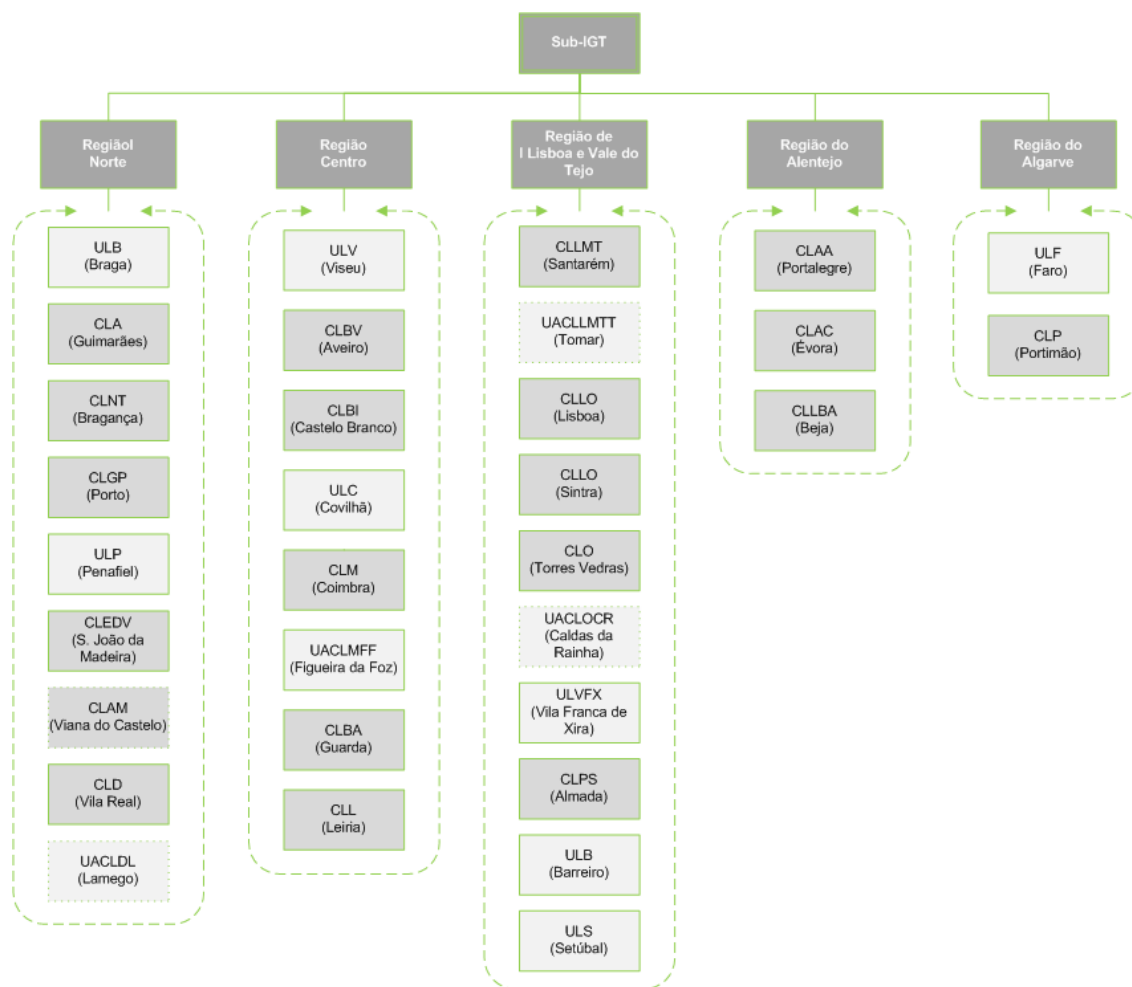 Sub-IGT
Regiãol
Norte
Região
Centro
Região de
l Lisboa e Vale do
Tejo
Região do
Alentejo
Região do
Algarve
ULB
(Braga)
CLA
(Guimarães)
CLNT
(Bragança)
CLGP
(Porto)
ULP
(Penafiel)
CLEDV
(S. João da
Madeira)
CLAM
(Viana do Castelo)
CLD
(Vila Real)
UACLDL
(Lamego)
ULV
(Viseu)
CLBV
(Aveiro)
CLBI
(Castelo Branco)
ULC
(Covilhã)
CLM
(Coimbra)
UACLMFF
(Figueira da Foz)
CLBA
(Guarda)
CLL
(Leiria)
CLLMT
(Santarém)
UACLLMTT
(Tomar)
CLLO
(Lisboa)
CLLO
(Sintra)
CLO
(Torres Vedras)
UACLOCR
(Caldas da
Rainha)
ULVFX
(Vila Franca de
Xira)
CLPS
(Almada)
ULB
(Barreiro)
ULS
(Setúbal)
CLAA
(Portalegre)
CLAC
(Évora)
CLLBA
(Beja)
ULF
(Faro)
CLP
(Portimão)